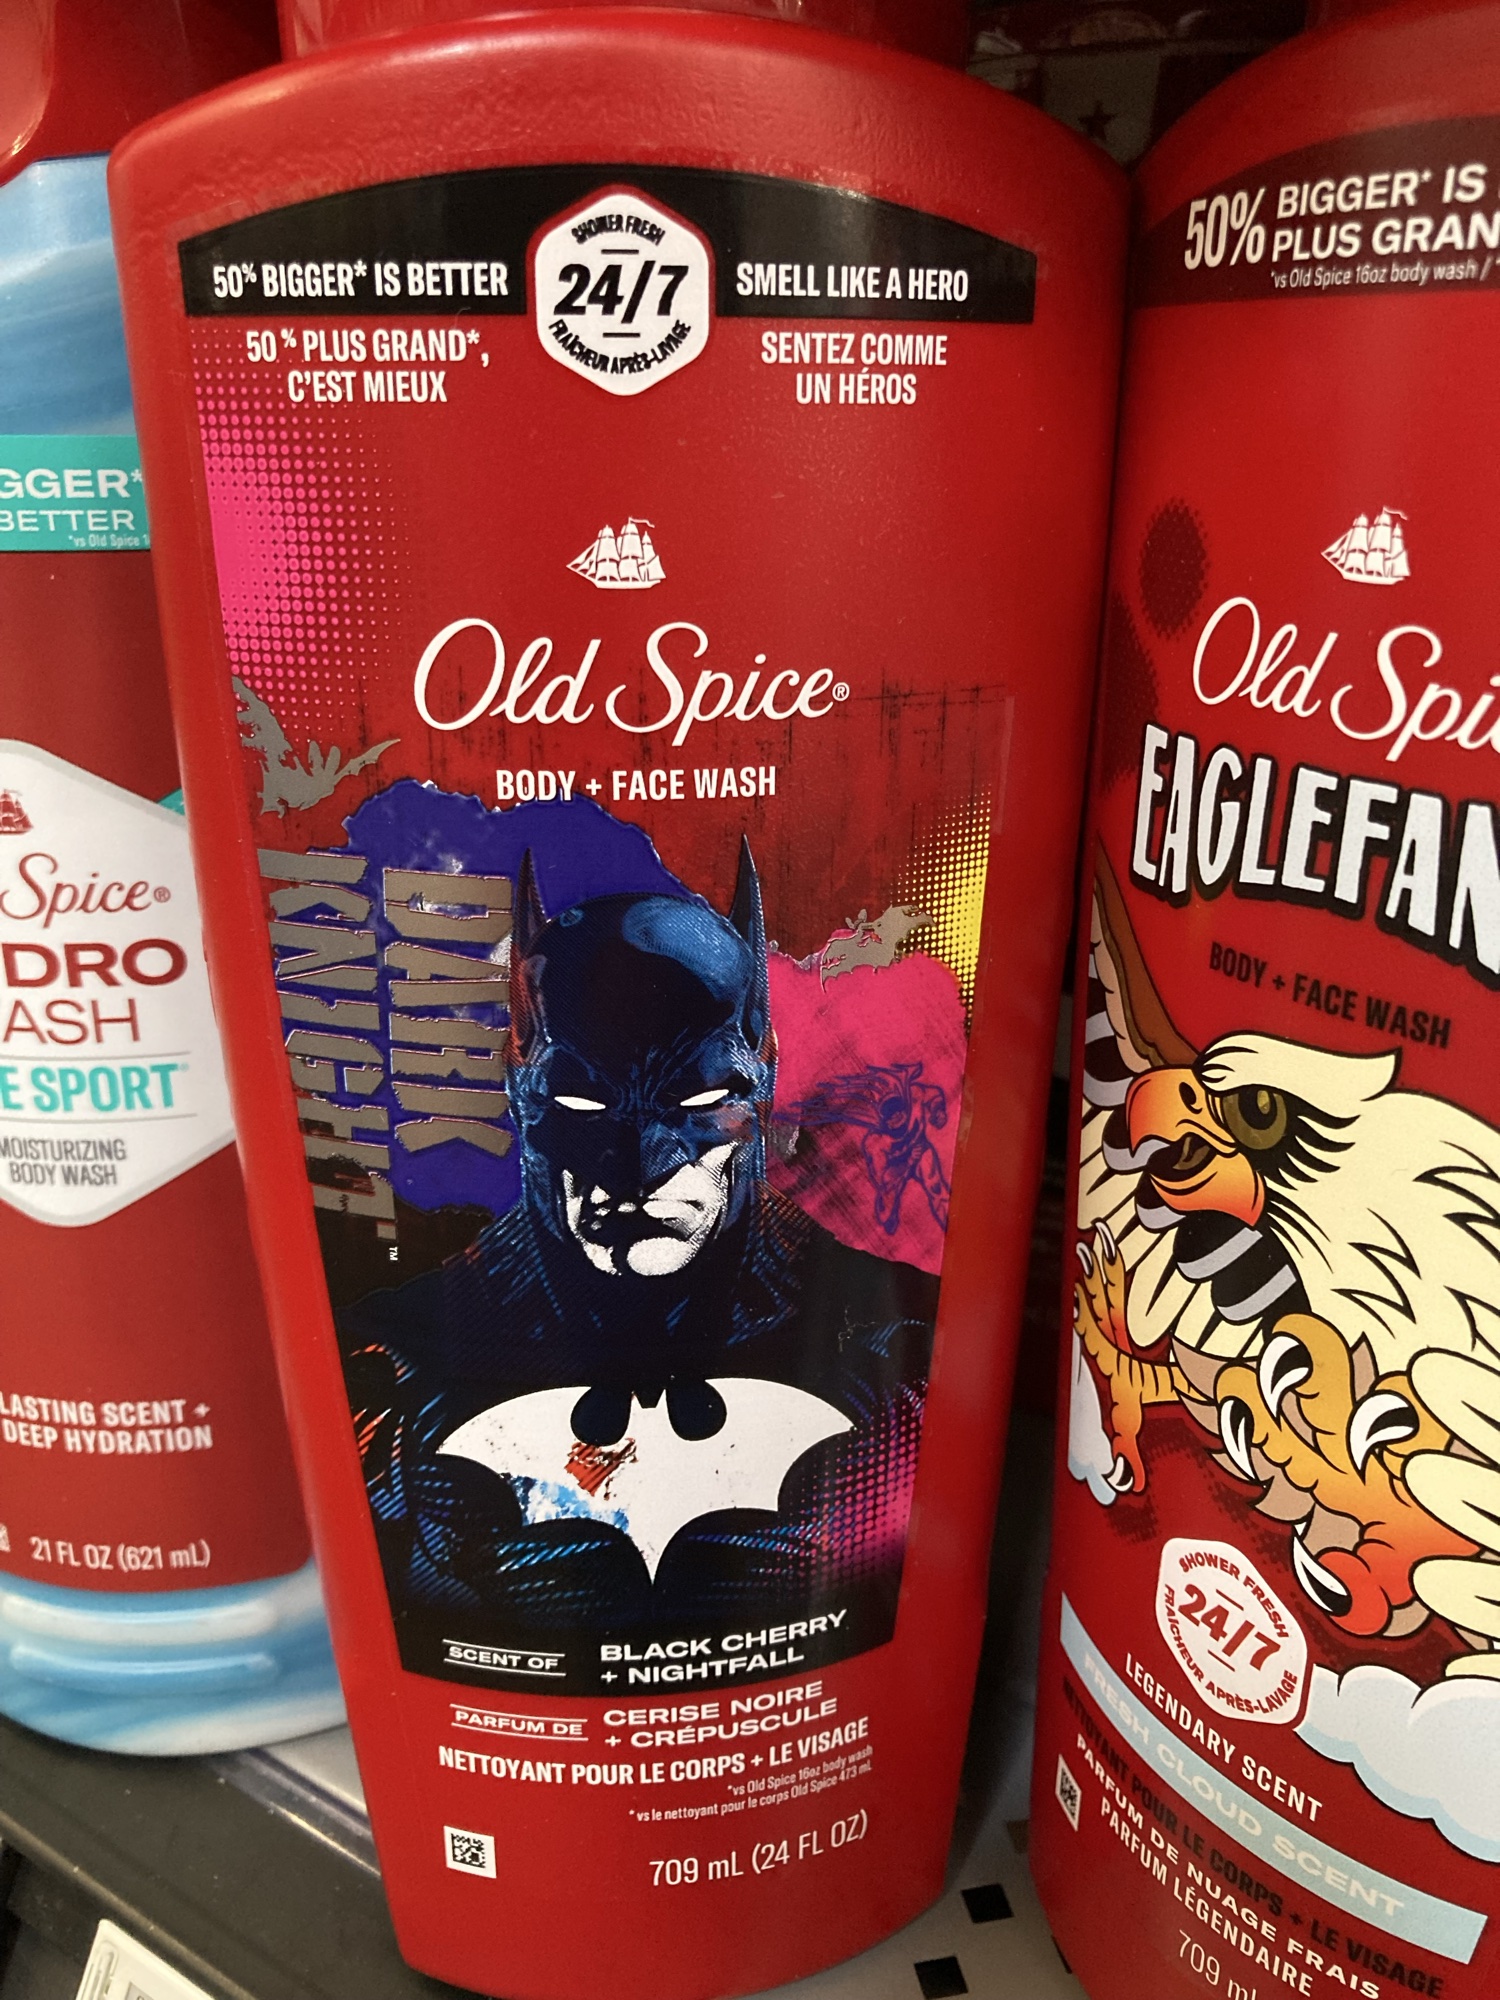 GGER*
BETTER
*vs Old Spice 1
Spice®
DRO
ASH
E SPORT
MOISTURIZING
BODY WASH
LASTING SCENT +
DEEP HYDRATION
21 FL OZ (621 mL)
50% BIGGER* IS BETTER
50 % PLUS GRAND*,
C'EST MIEUX
SHOWER FRESH
24/7
FRAÎCHEUR APRÈS-LAVAGE
SMELL LIKE A HERO
SENTEZ COMME
UN HÉROS
Old Spice®
BODY + FACE WASH
DARK
KNIGHT™
SCENT OF
BLACK CHERRY
+ NIGHTFALL
PARFUM DE
CERISE NOIRE
+ CRÉPUSCULE
NETTOYANT POUR LE CORPS + LE VISAGE
*vs Old Spice 16oz body wash
*vs le nettoyant pour le corps Old Spice 473 mL
709 mL (24 FL OZ)
50% BIGGER* IS
PLUS GRAN
*vs Old Spice 16oz body wash /
Old Spi
EAGLEFAN
BODY + FACE WASH
SHOWER FRESH
24/7
FRAÎCHEUR APRÈS-LAVAGE
LEGENDARY SCENT
FRESH CLOUD SCENT
NETTOYANT POUR LE CORPS + LE VISAGE
PARFUM DE NUAGE FRAIS
PARFUM LÉGENDAIRE
709 mL